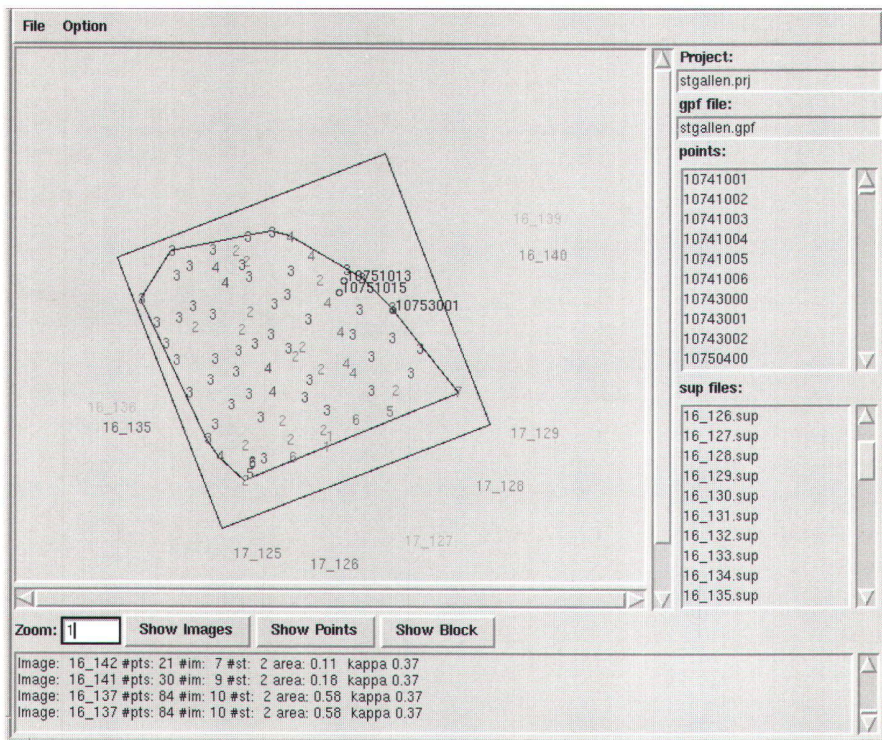 File Option
Project:
stgallen.prj
gpf file:
stgallen.gpf
points:
10741001
10741002
10741003
10741004
10741005
10741006
10743000
10743001
10743002
10750400
sup files:
16_126.sup
16_127.sup
16_128.sup
16_129.sup
16_130.sup
16_131.sup
16_132.sup
16_133.sup
16_134.sup
16_135.sup
16_139
16_140
10751013
10751015
10753001
16_136
16_135
17_129
17_128
17_127
17_125
17_126
Zoom: 1 Show Images Show Points Show Block
Image: 16_142 #pts: 21 #im: 7 #st: 2 area: 0.11 kappa 0.37
Image: 16_141 #pts: 30 #im: 9 #st: 2 area: 0.18 kappa 0.37
Image: 16_137 #pts: 84 #im: 10 #st: 2 area: 0.58 kappa 0.37
Image: 16_137 #pts: 84 #im: 10 #st: 2 area: 0.58 kappa 0.37